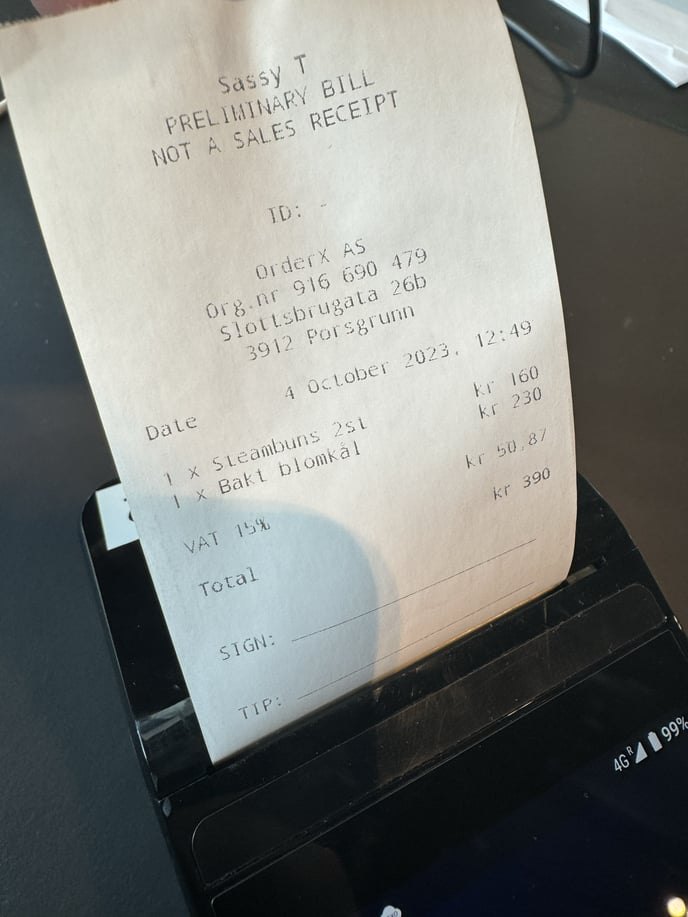 Sassy T
PRELIMINARY BILL
NOT A SALES RECEIPT
ID: -
OrderX AS
Org.nr 916 690 479
Slottsbrugata 26b
3912 Porsgrunn
Date 4 October 2023, 12:49
1 x Steambuns 2st kr 160
1 x Bakt blomkål kr 230
VAT 15% kr 50,87
Total kr 390
SIGN:
TIP:
4G R 99%